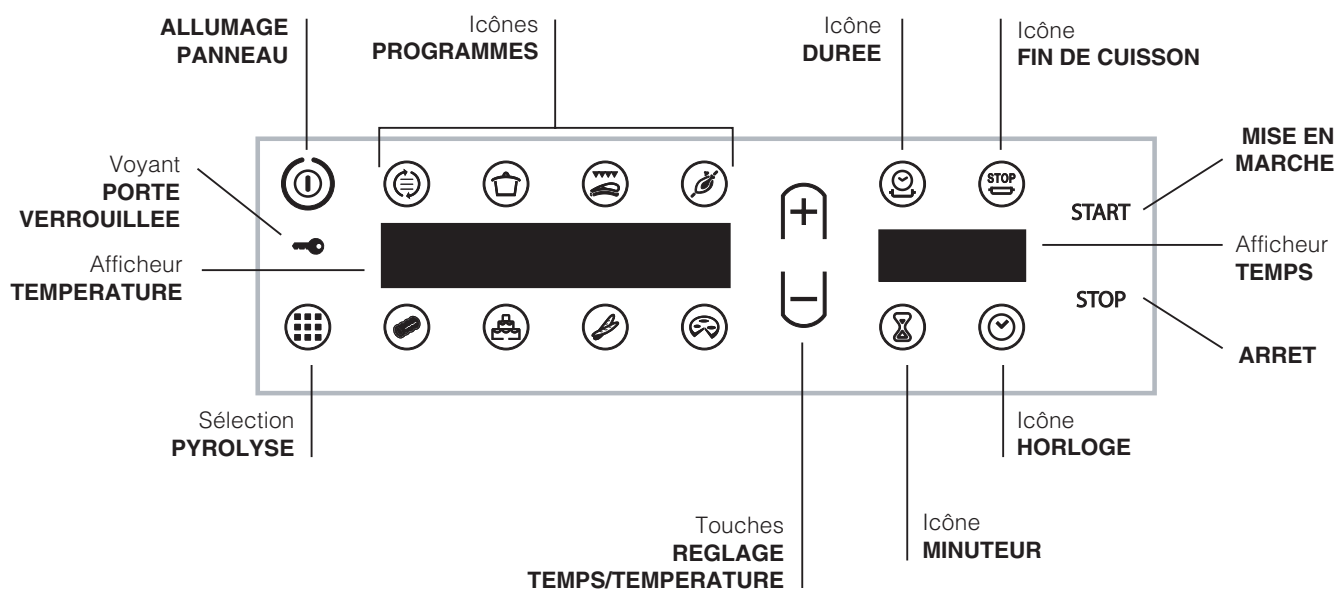 ALLUMAGE
PANNEAU
Icônes
PROGRAMMES
Icône
DUREE
Icône
FIN DE CUISSON
MISE EN
MARCHE
Voyant
PORTE
VERROUILLEE
STOP
START
Afficheur
TEMPERATURE
Afficheur
TEMPS
STOP
ARRET
Sélection
PYROLYSE
Icône
HORLOGE
Touches
REGLAGE
TEMPS/TEMPERATURE
Icône
MINUTEUR